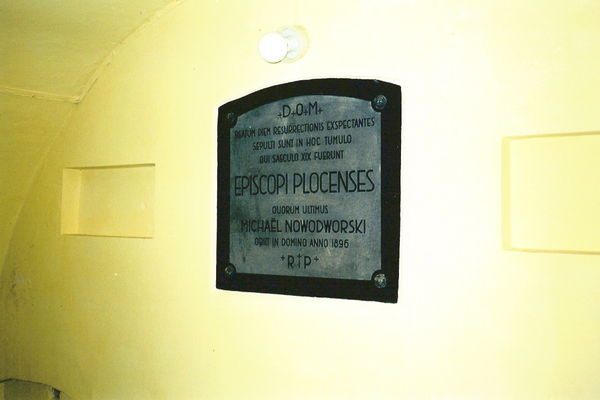 +D+O+M+
BEATUM DIEM RESURRECTIONIS EXSPECTANTES
SEPULTI SUNT IN HOC TUMULO
QUI SAECULO XIX FUERUNT
EPISCOPI PLOCENSES
QUORUM ULTIMUS
MICHAËL NOWODWORSKI
OBIIT IN DOMINO ANNO 1896
+R†P+